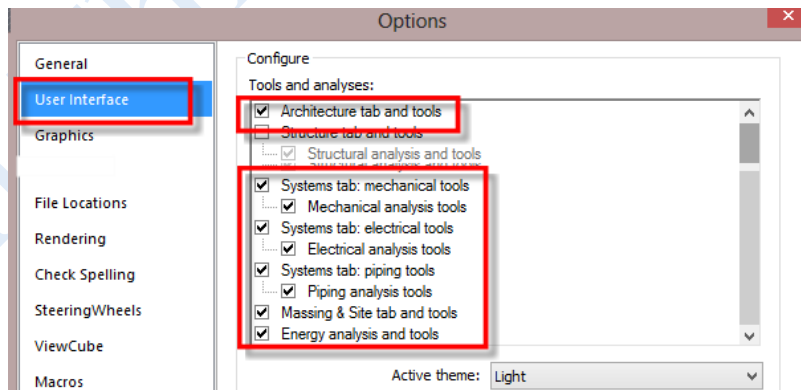 Options
General
User Interface
Graphics
File Locations
Rendering
Check Spelling
SteeringWheels
ViewCube
Macros
Configure
Tools and analyses:
Architecture tab and tools
Structure tab and tools
Structural analysis and tools
Systems tab: mechanical tools
Mechanical analysis tools
Systems tab: electrical tools
Electrical analysis tools
Systems tab: piping tools
Piping analysis tools
Massing & Site tab and tools
Energy analysis and tools
Active theme: Light